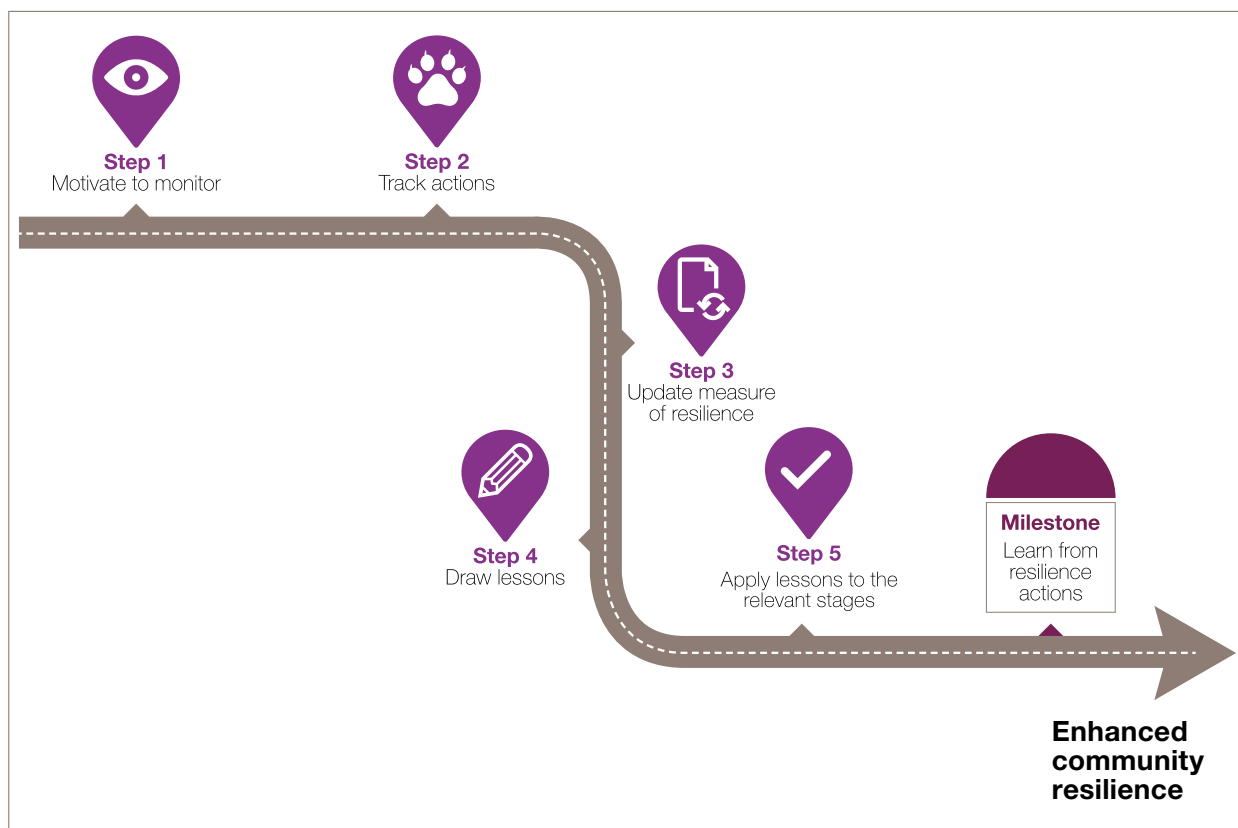 Step 1
Motivate to monitor
Step 2
Track actions
Step 3
Update measure
of resilience
Step 4
Draw lessons
Step 5
Apply lessons to the
relevant stages
Milestone
Learn from
resilience
actions
Enhanced
community
resilience